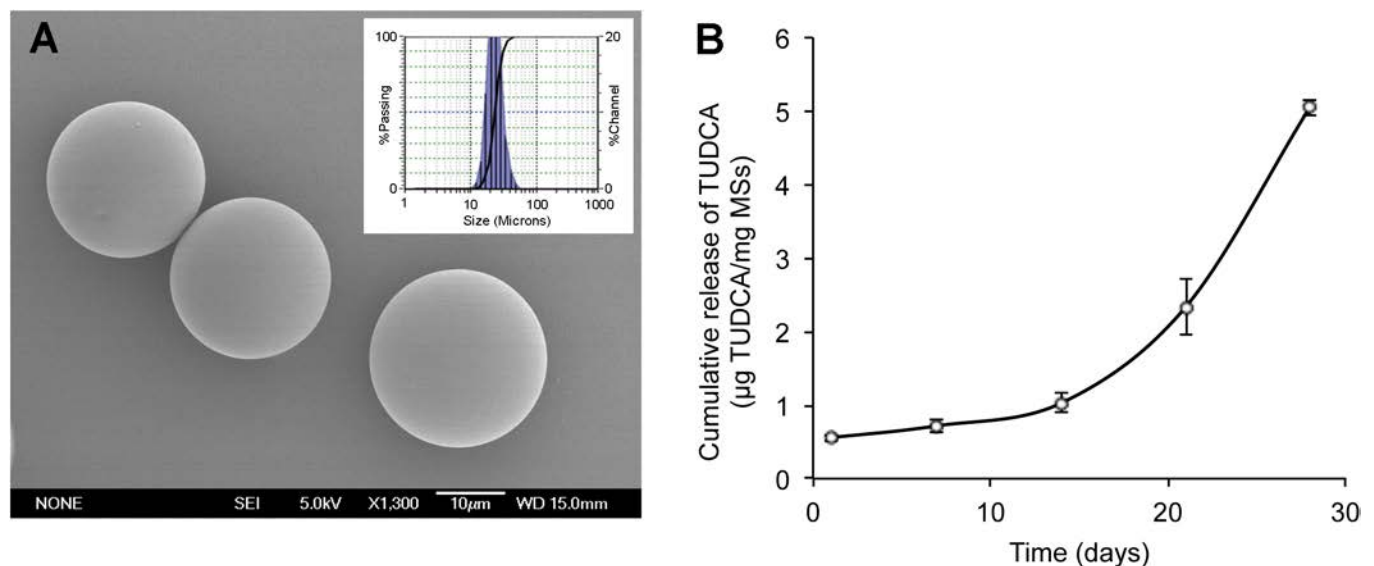 A
100
20
%Passing
%Channel
0
0
1
10
100
1000
Size (Microns)
NONE SEI 5.0kV X1,300 10µm WD 15.0mm
B
6
5
4
3
2
1
0
Cumulative release of TUDCA
(µg TUDCA/mg MSs)
0 10 20 30
Time (days)